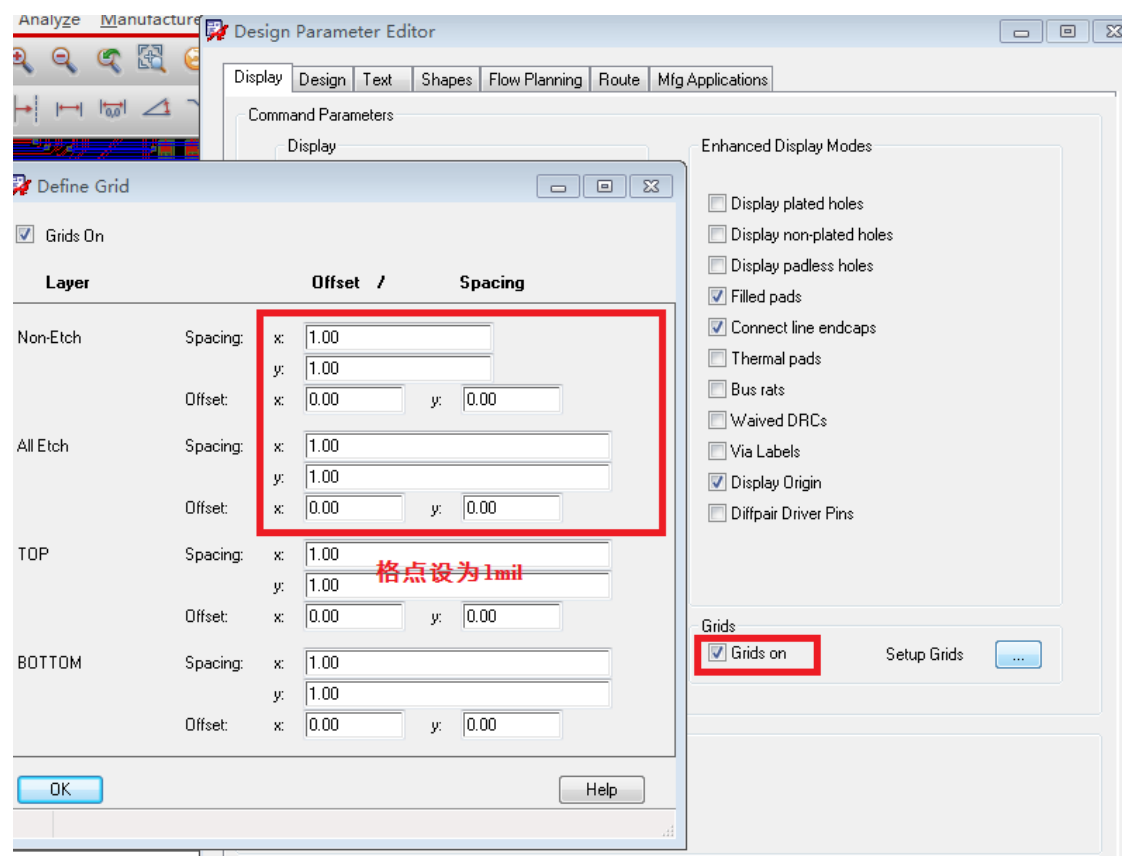 Analyze Manufacture
Design Parameter Editor
Display Design Text Shapes Flow Planning Route Mfg Applications
Command Parameters
Display
Enhanced Display Modes
Display plated holes
Display non-plated holes
Display padless holes
Filled pads
Connect line endcaps
Thermal pads
Bus rats
Waived DRCs
Via Labels
Display Origin
Diffpair Driver Pins
Grids
Grids on Setup Grids ...
Define Grid
Grids On
Layer Offset / Spacing
Non-Etch Spacing: x: 1.00
y: 1.00
Offset: x: 0.00 y: 0.00
All Etch Spacing: x: 1.00
y: 1.00
Offset: x: 0.00 y: 0.00
TOP Spacing: x: 1.00
格点设为1mil
y: 1.00
Offset: x: 0.00 y: 0.00
BOTTOM Spacing: x: 1.00
y: 1.00
Offset: x: 0.00 y: 0.00
OK Help